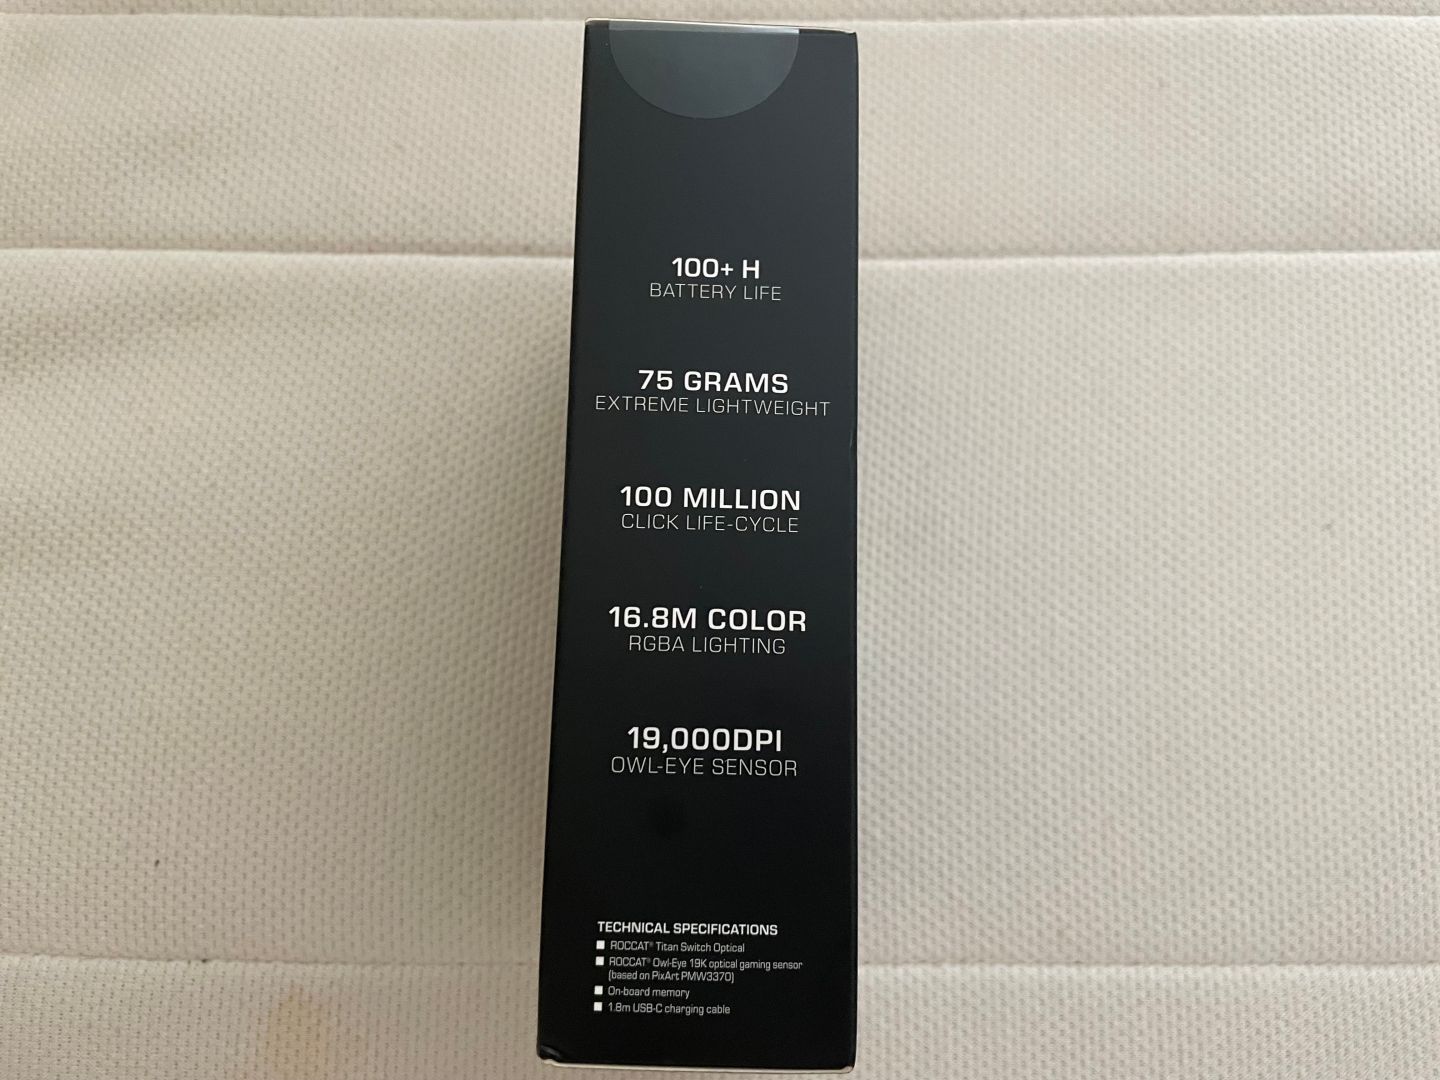 100+ H
BATTERY LIFE
75 GRAMS
EXTREME LIGHTWEIGHT
100 MILLION
CLICK LIFE-CYCLE
16.8M COLOR
RGBA LIGHTING
19,000DPI
OWL-EYE SENSOR
TECHNICAL SPECIFICATIONS
ROCCAT® Titan Switch Optical
ROCCAT® Owl-Eye 19K optical gaming sensor
(based on PixArt PMW3370)
On-board memory
1.8m USB-C charging cable